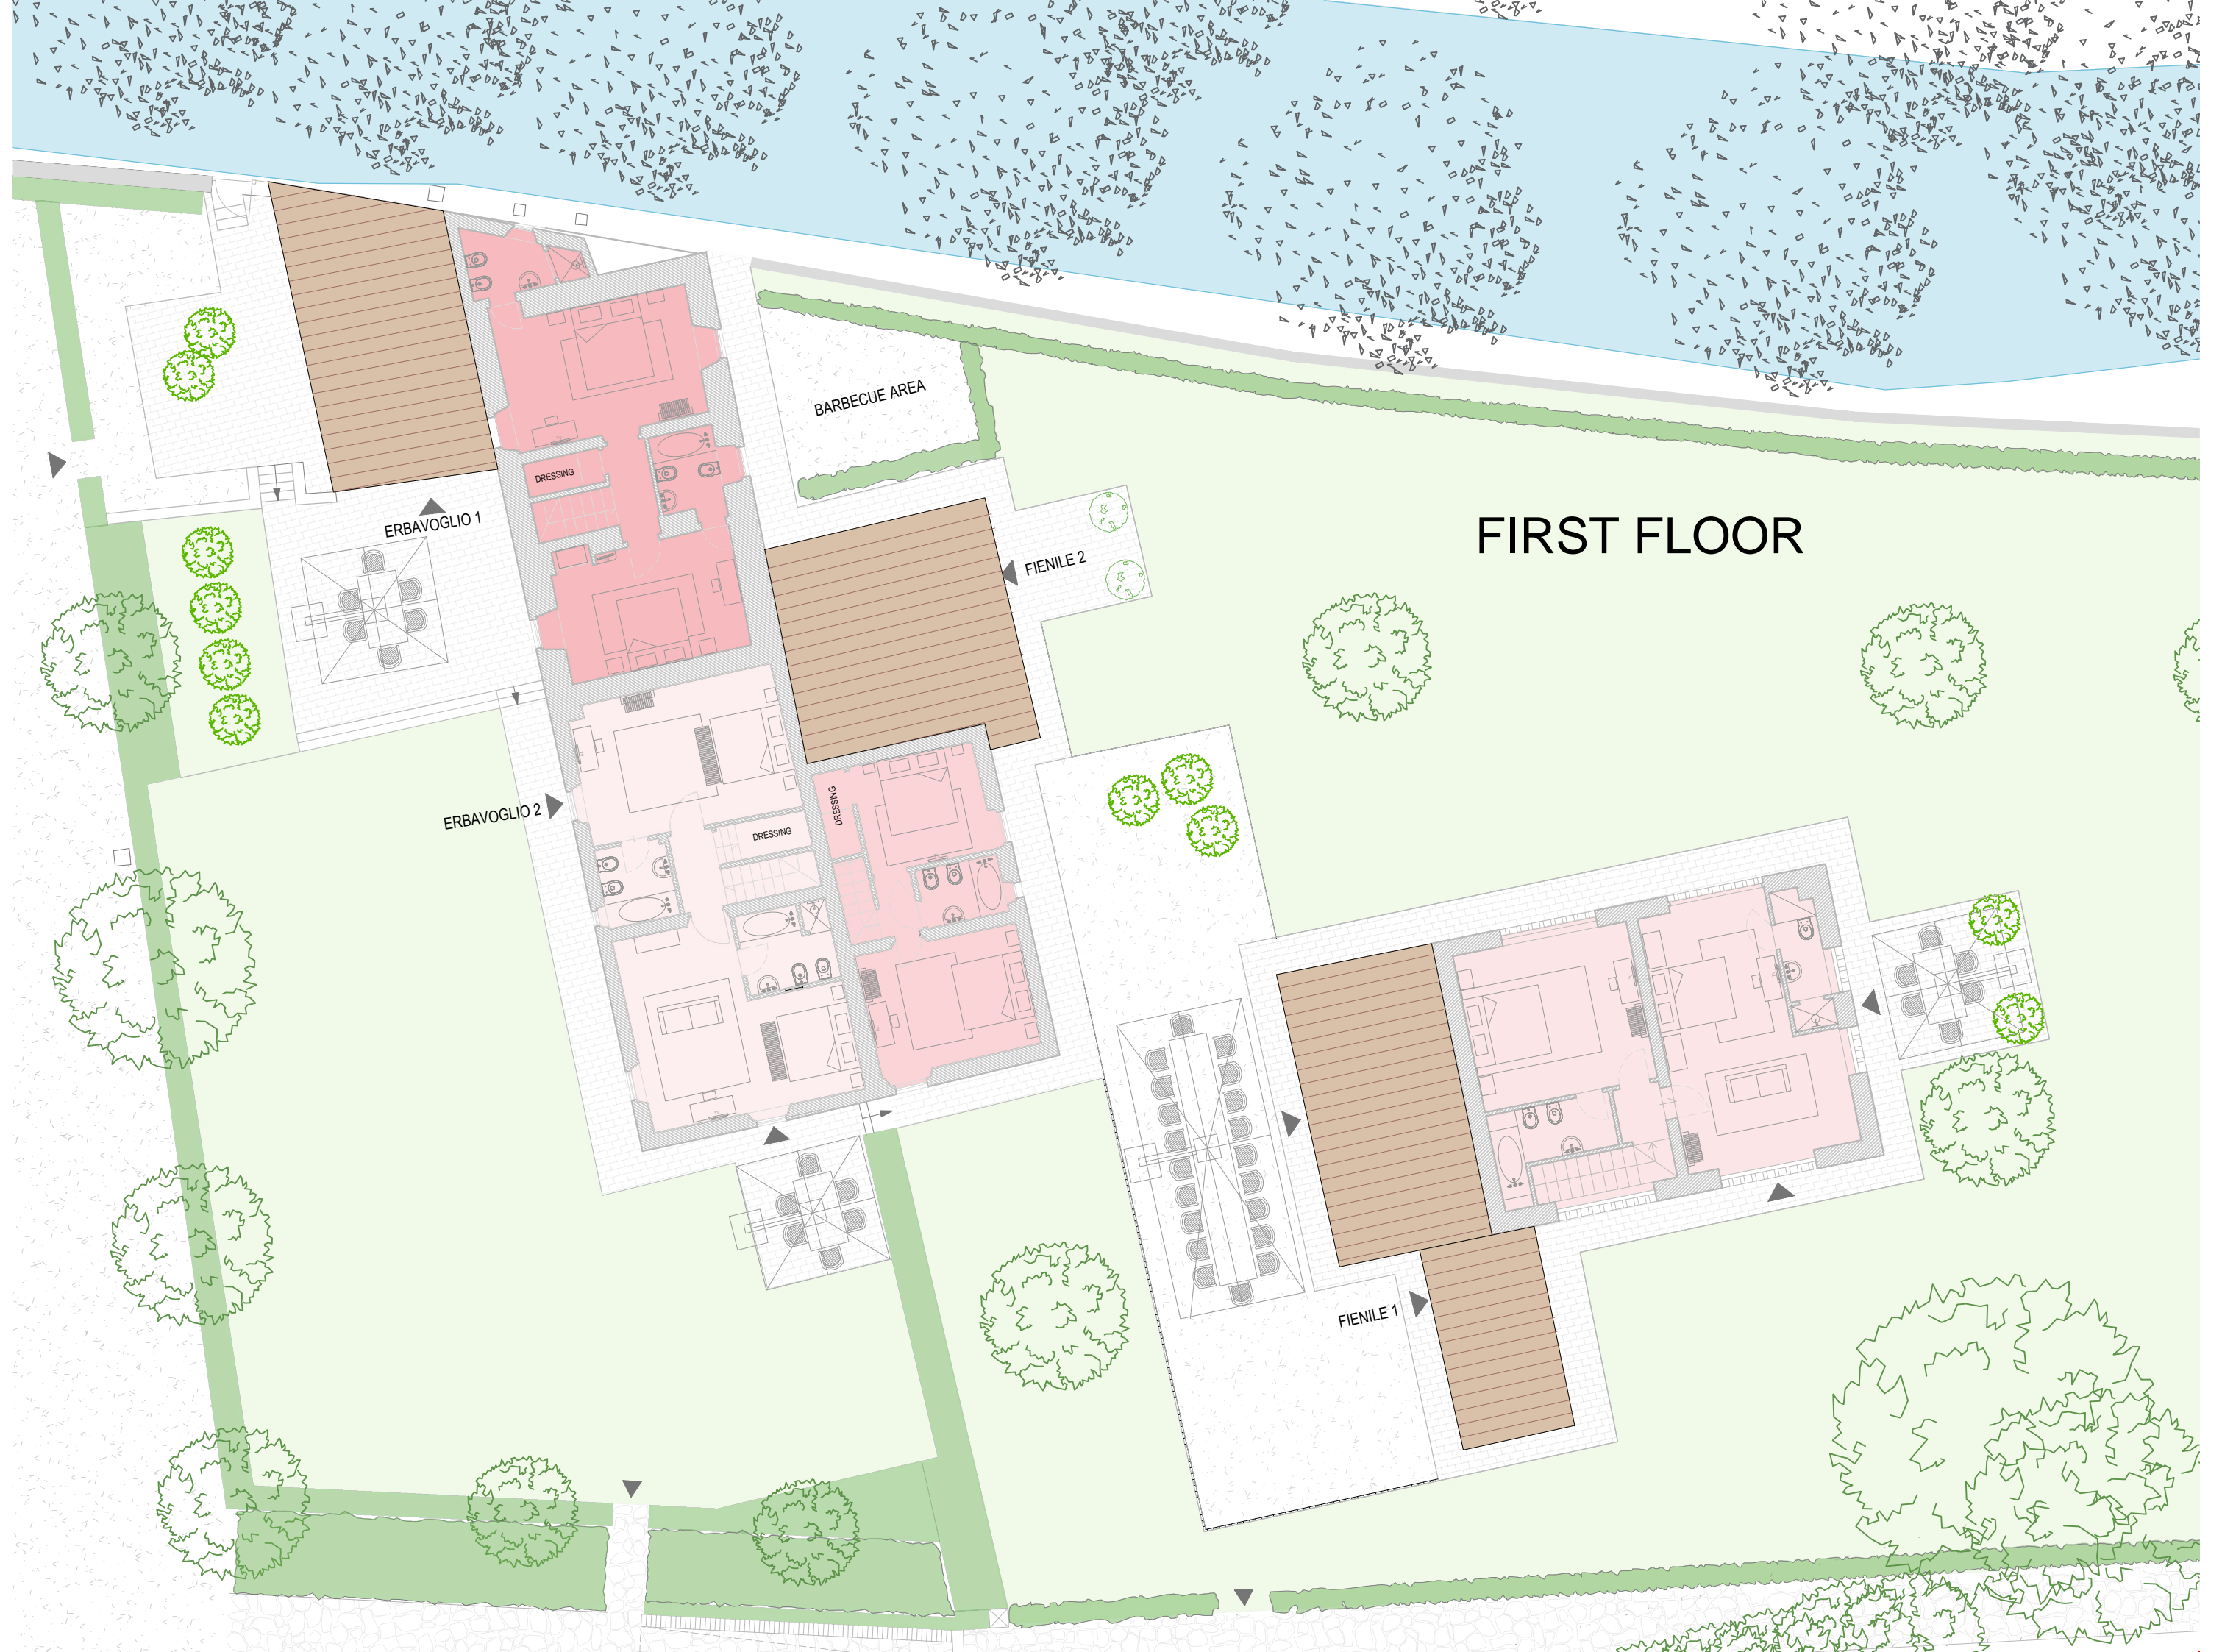 BARBECUE AREA
DRESSING
ERBAVOGLIO 1
FIRST FLOOR
FIENILE 2
ERBAVOGLIO 2
DRESSING
DRESSING
FIENILE 1